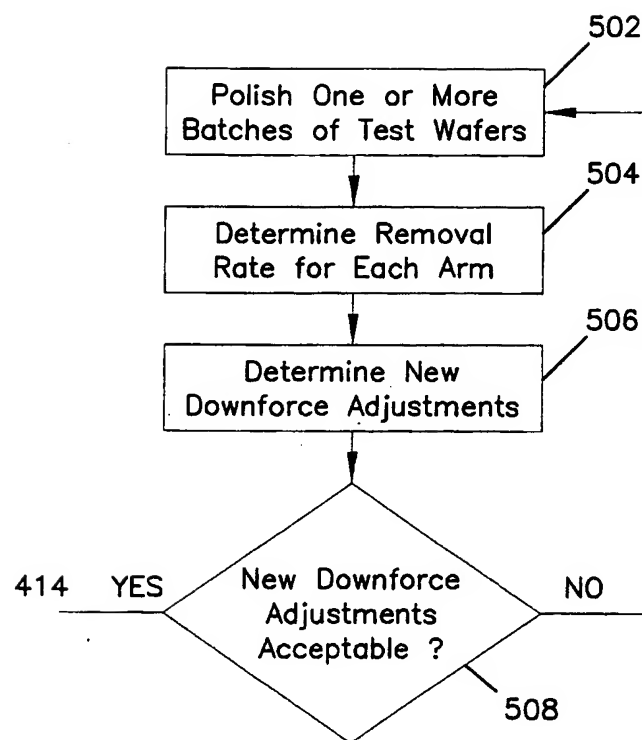 502
Polish One or More
Batches of Test Wafers
504
Determine Removal
Rate for Each Arm
506
Determine New
Downforce Adjustments
414 YES
New Downforce
Adjustments
Acceptable ?
NO
508